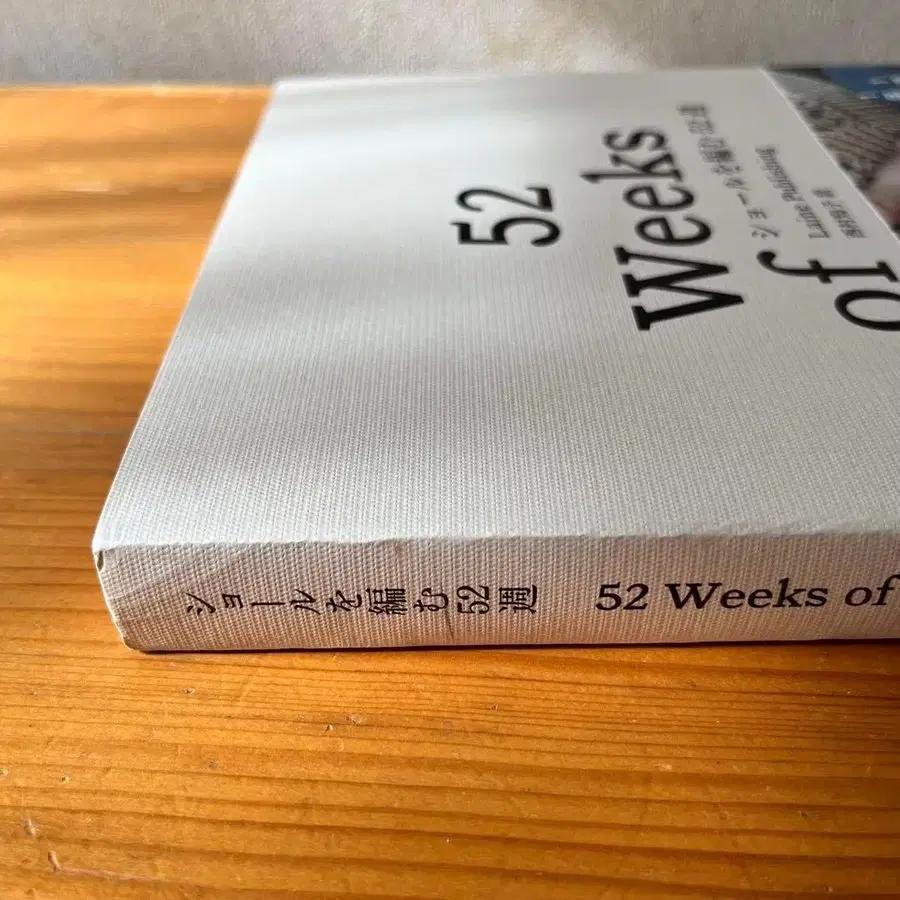 52
Weeks
of
ショールを編む52週
Laine Publishing
ショールを編む52週
52 Weeks of